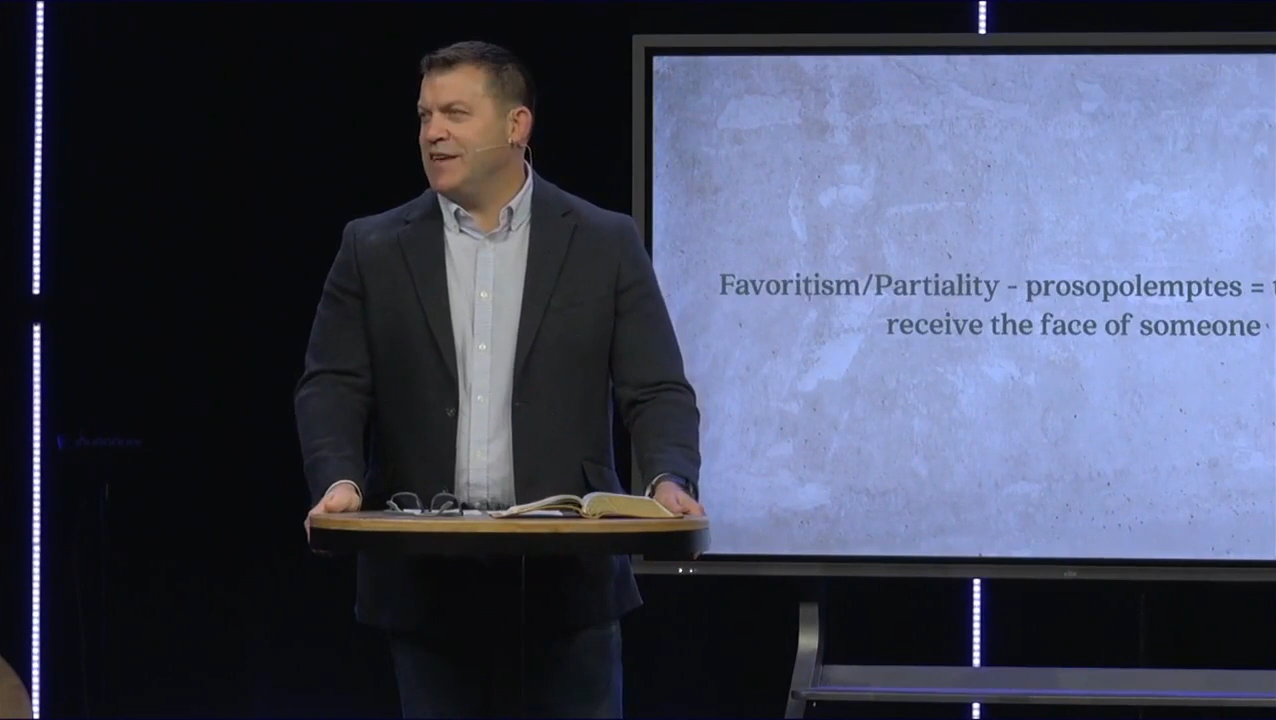 Favoritism/Partiality - prosopolemptes =
receive the face of someone